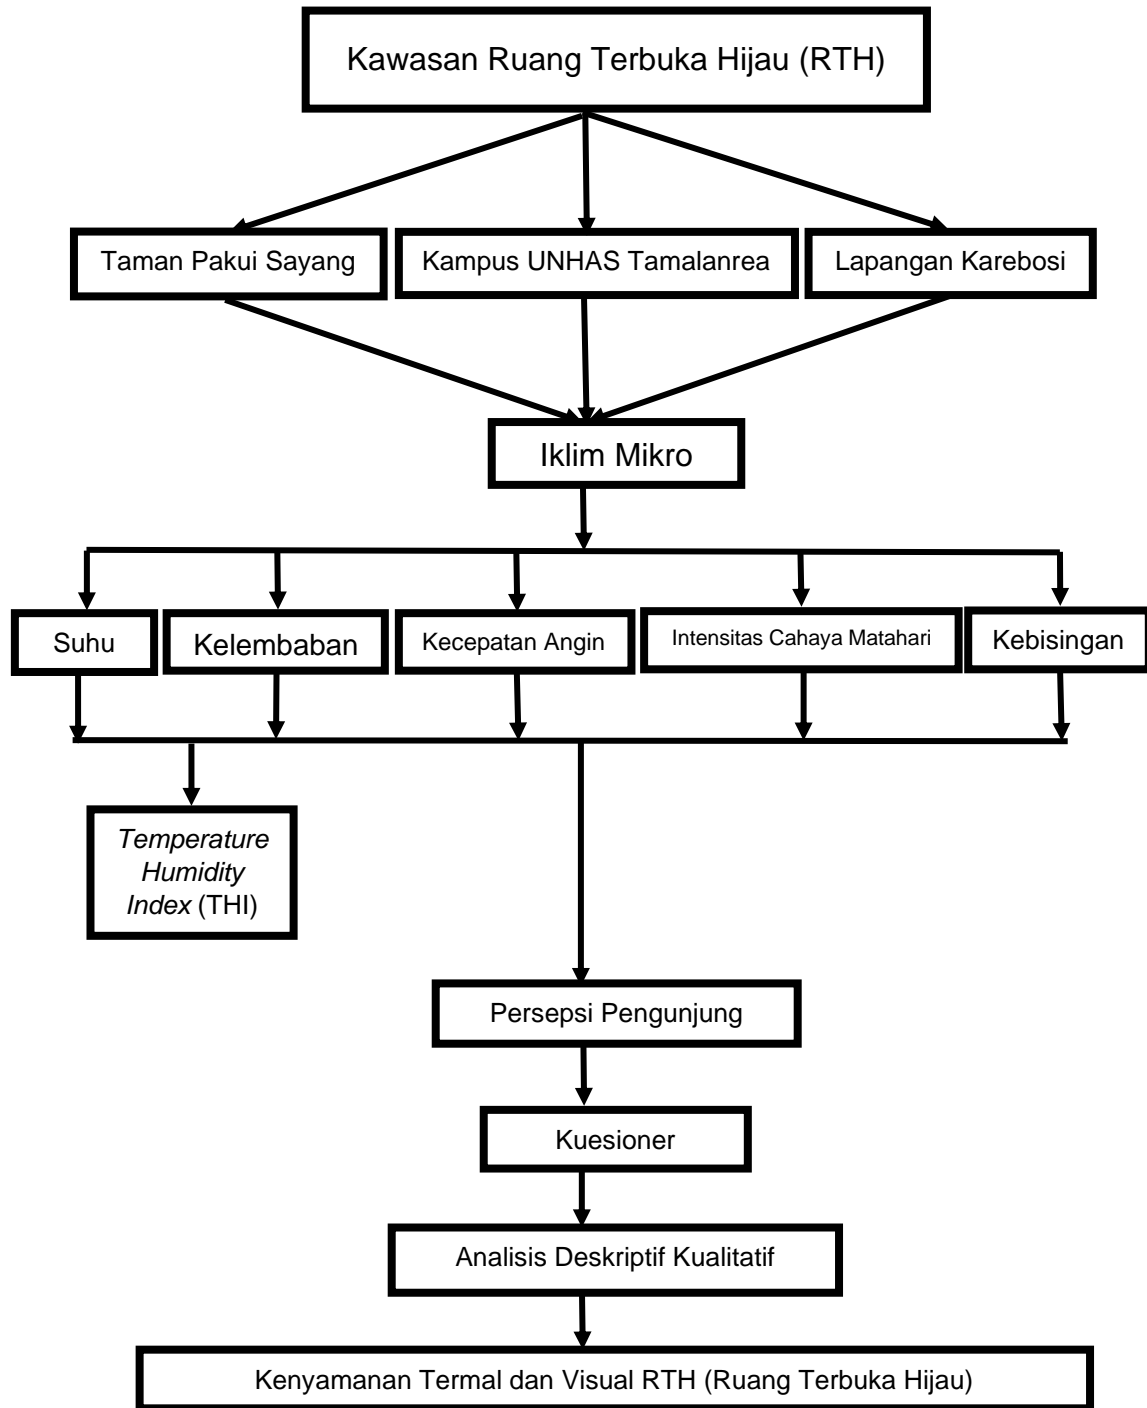 Kawasan Ruang Terbuka Hijau (RTH)
Taman Pakui Sayang
Kampus UNHAS Tamalanrea
Lapangan Karebosi
Iklim Mikro
Suhu
Kelembaban
Kecepatan Angin
Intensitas Cahaya Matahari
Kebisingan
Temperature
Humidity
Index (THI)
Persepsi Pengunjung
Kuesioner
Analisis Deskriptif Kualitatif
Kenyamanan Termal dan Visual RTH (Ruang Terbuka Hijau)